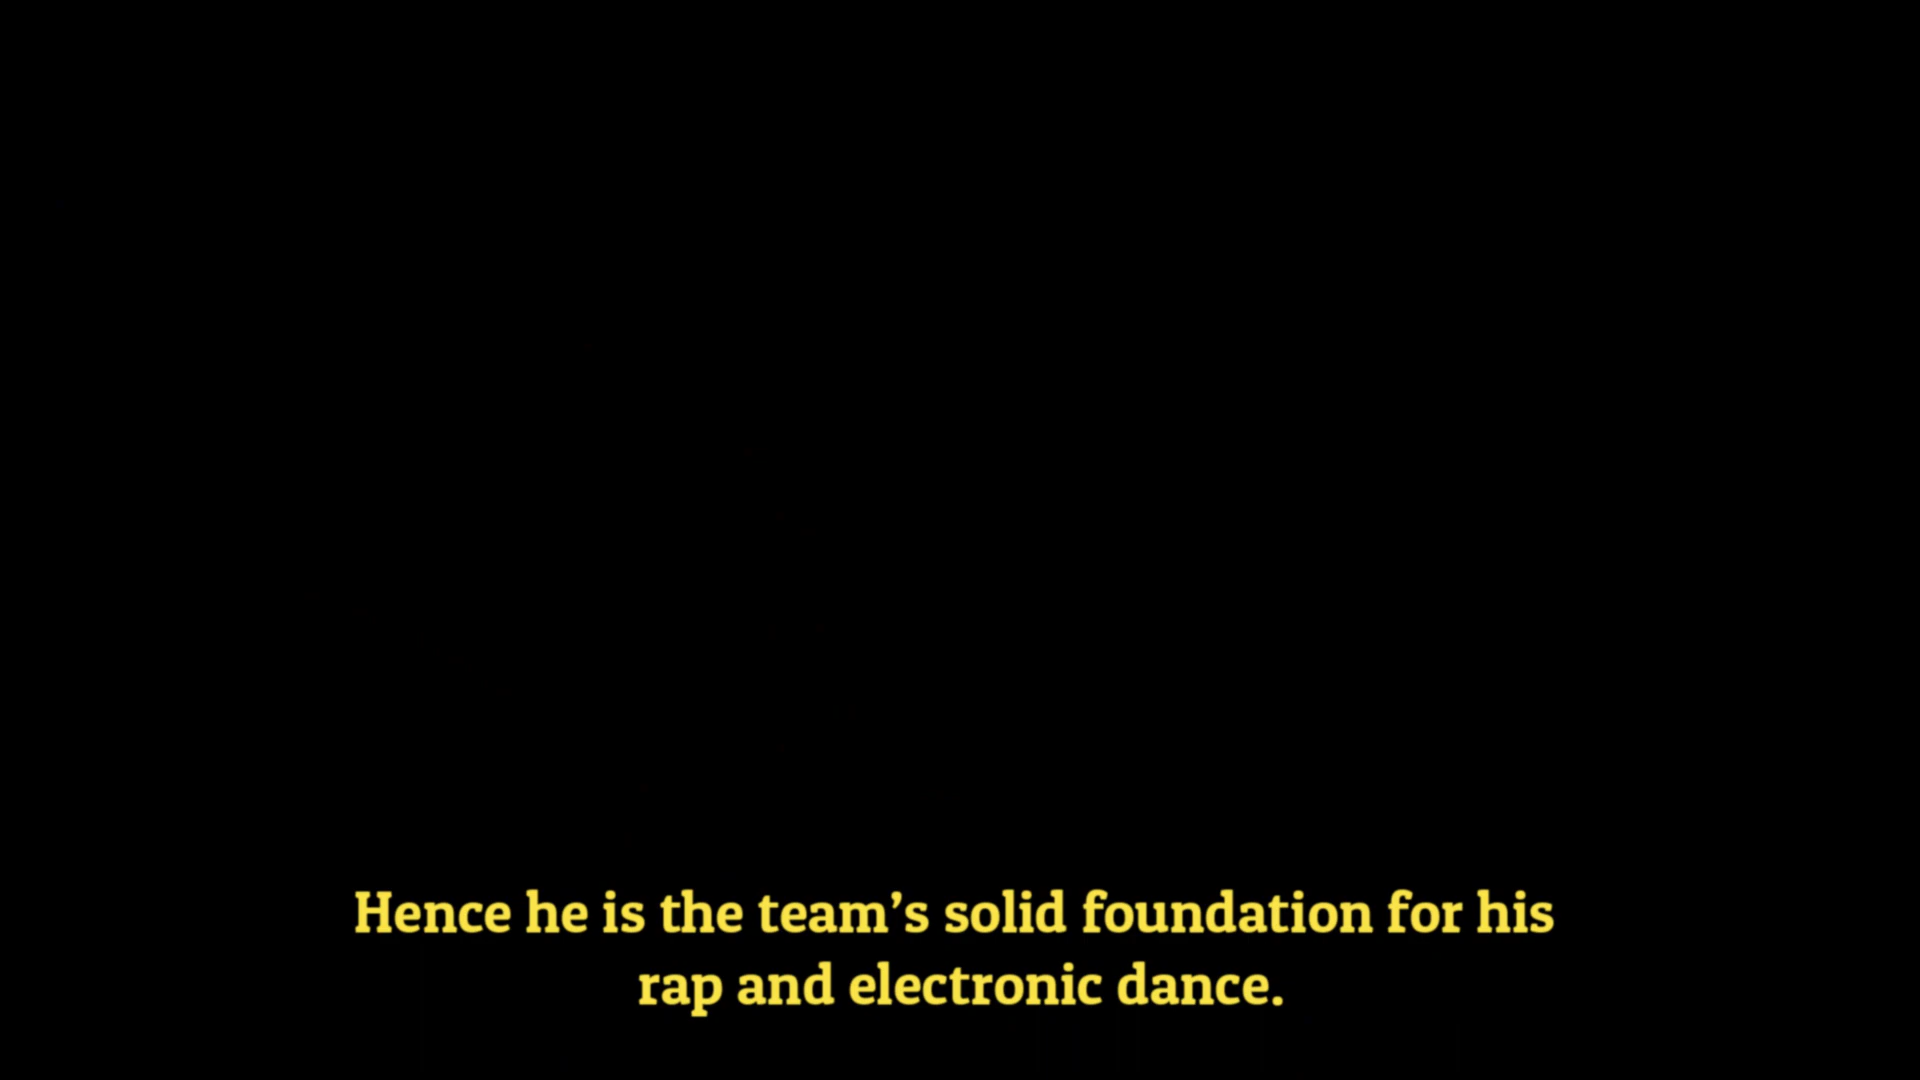 Hence he is the team’s solid foundation for his
rap and electronic dance.